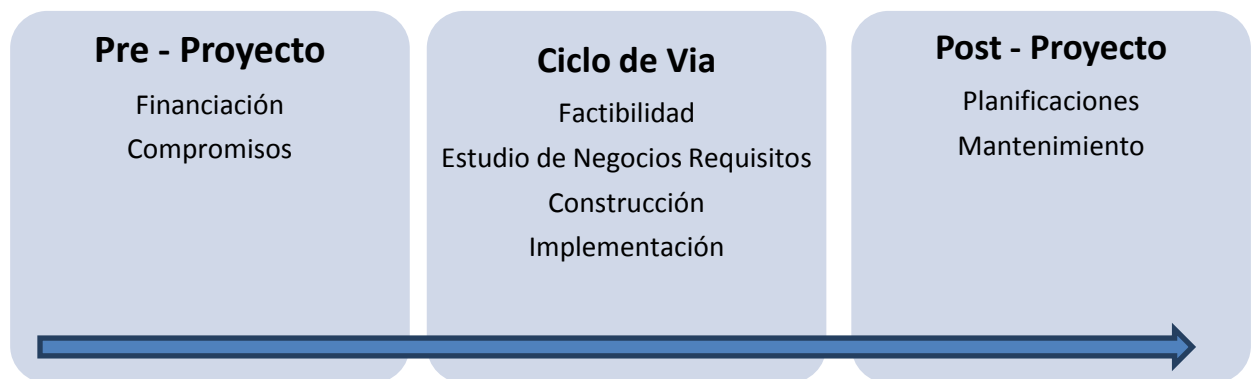 Pre - Proyecto
Financiación
Compromisos
Ciclo de Via
Factibilidad
Estudio de Negocios Requisitos
Construcción
Implementación
Post - Proyecto
Planificaciones
Mantenimiento